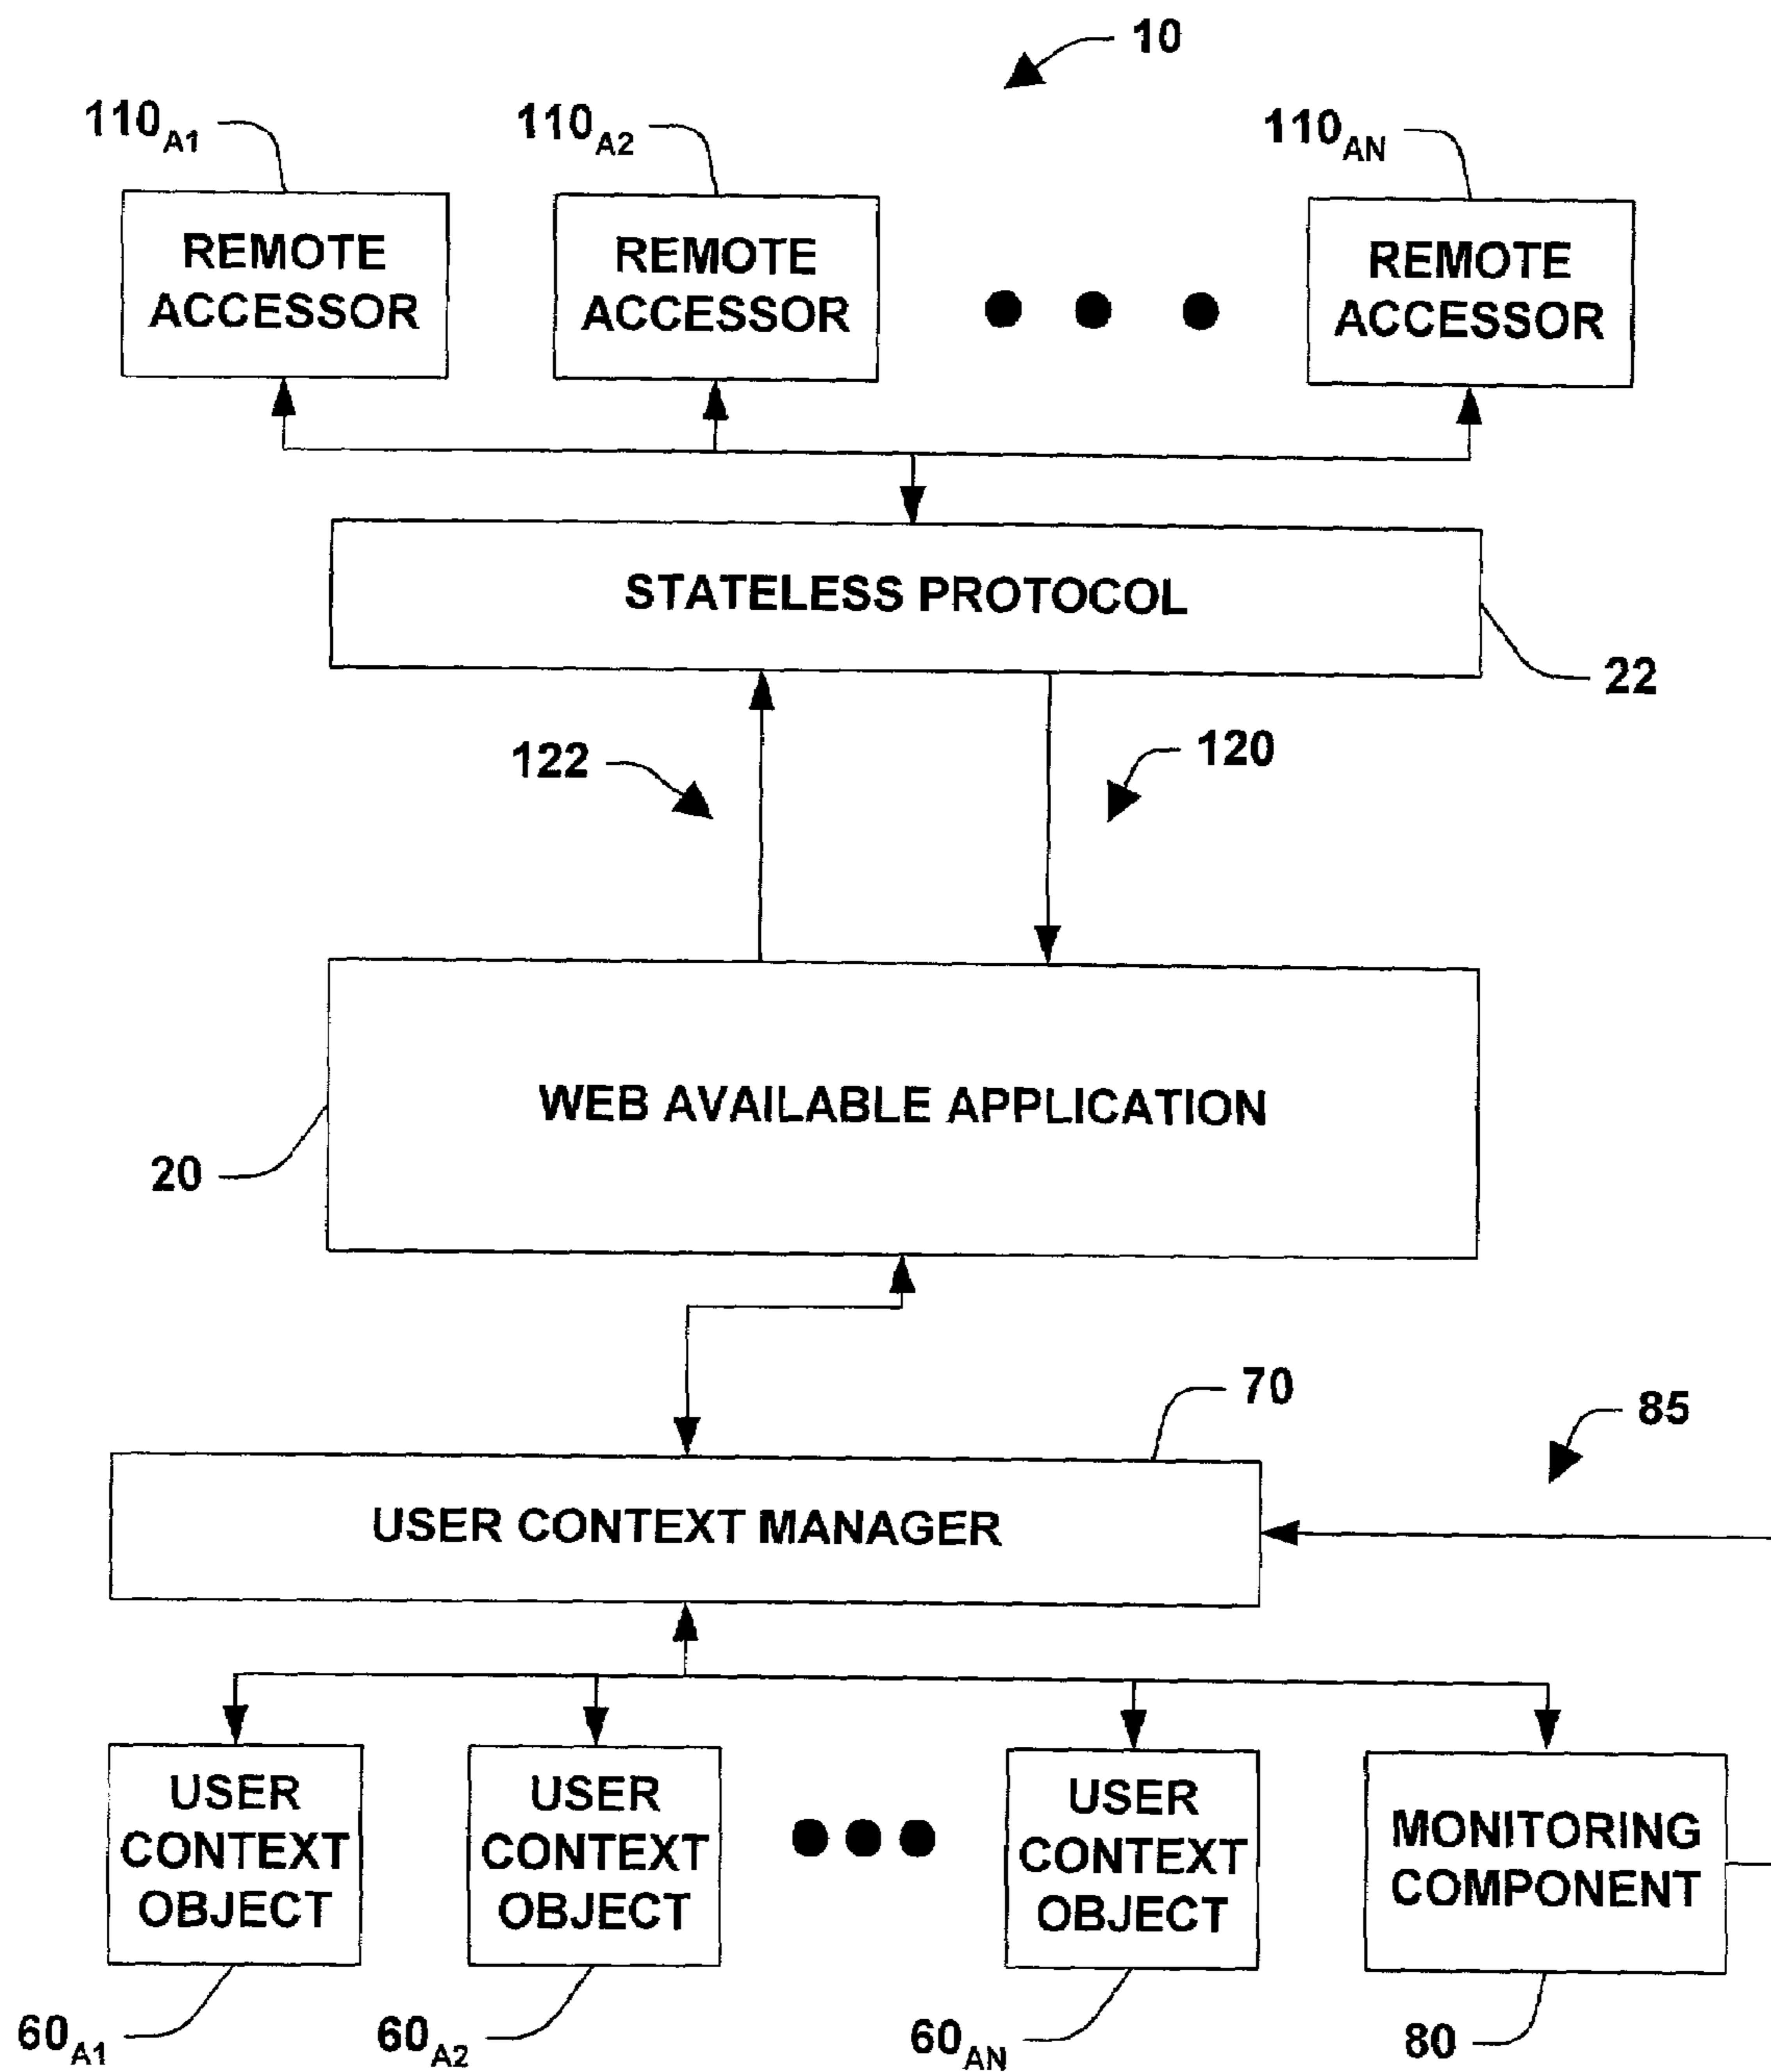 10
110A1
110A2
110AN
REMOTE
ACCESSOR
REMOTE
ACCESSOR
REMOTE
ACCESSOR
STATELESS PROTOCOL
22
122
120
WEB AVAILABLE APPLICATION
20
70
85
USER CONTEXT MANAGER
USER
CONTEXT
OBJECT
USER
CONTEXT
OBJECT
USER
CONTEXT
OBJECT
MONITORING
COMPONENT
60A1
60A2
60AN
80